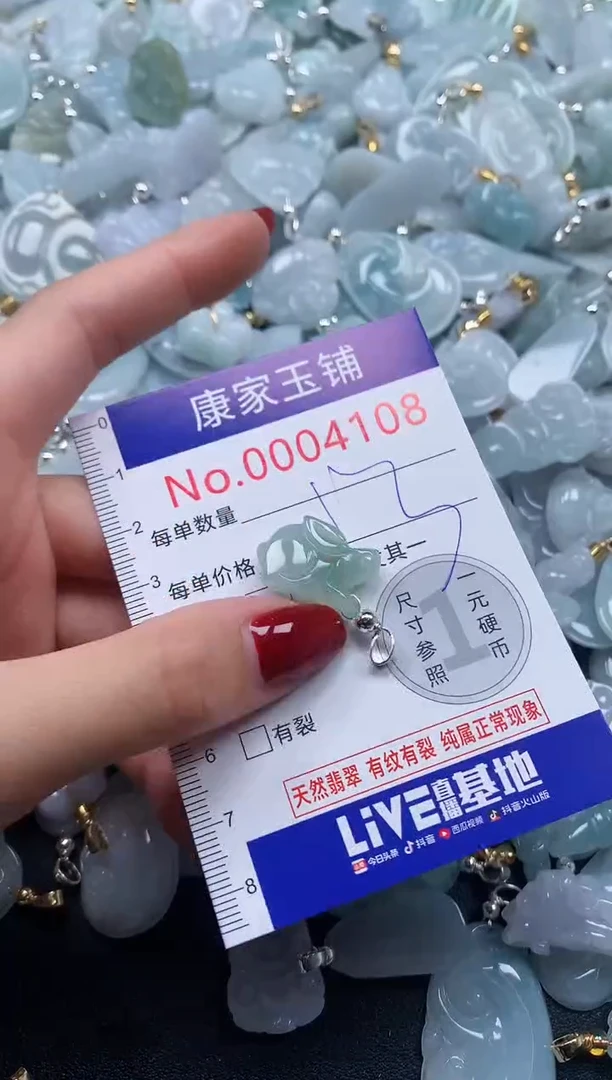 康家玉铺
No.0004108
0
1
2
每单数量
3
每单价格
其一
尺寸参照
1
一元硬币
6
有裂
天然翡翠 有纹有裂 纯属正常现象
7
LiVE直播基地
8
今日头条 抖音 西瓜视频 抖音火山版